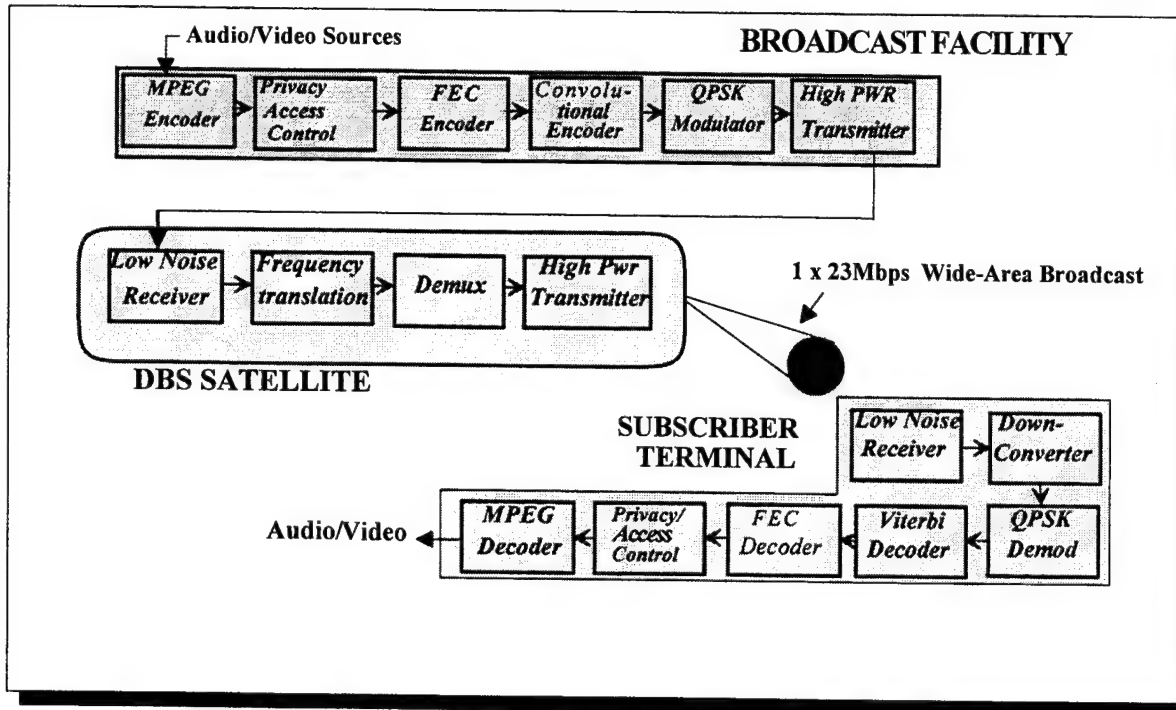 Audio/Video Sources
BROADCAST FACILITY
MPEG
Encoder
Privacy
Access
Control
FEC
Encoder
Convolu-
tional
Encoder
QPSK
Modulator
High PWR
Transmitter
Low Noise
Receiver
Frequency
translation
Demux
High Pwr
Transmitter
1 x 23Mbps Wide-Area Broadcast
DBS SATELLITE
SUBSCRIBER
TERMINAL
Low Noise
Receiver
Down-
Converter
QPSK
Demod
Viterbi
Decoder
FEC
Decoder
Privacy/
Access
Control
MPEG
Decoder
Audio/Video